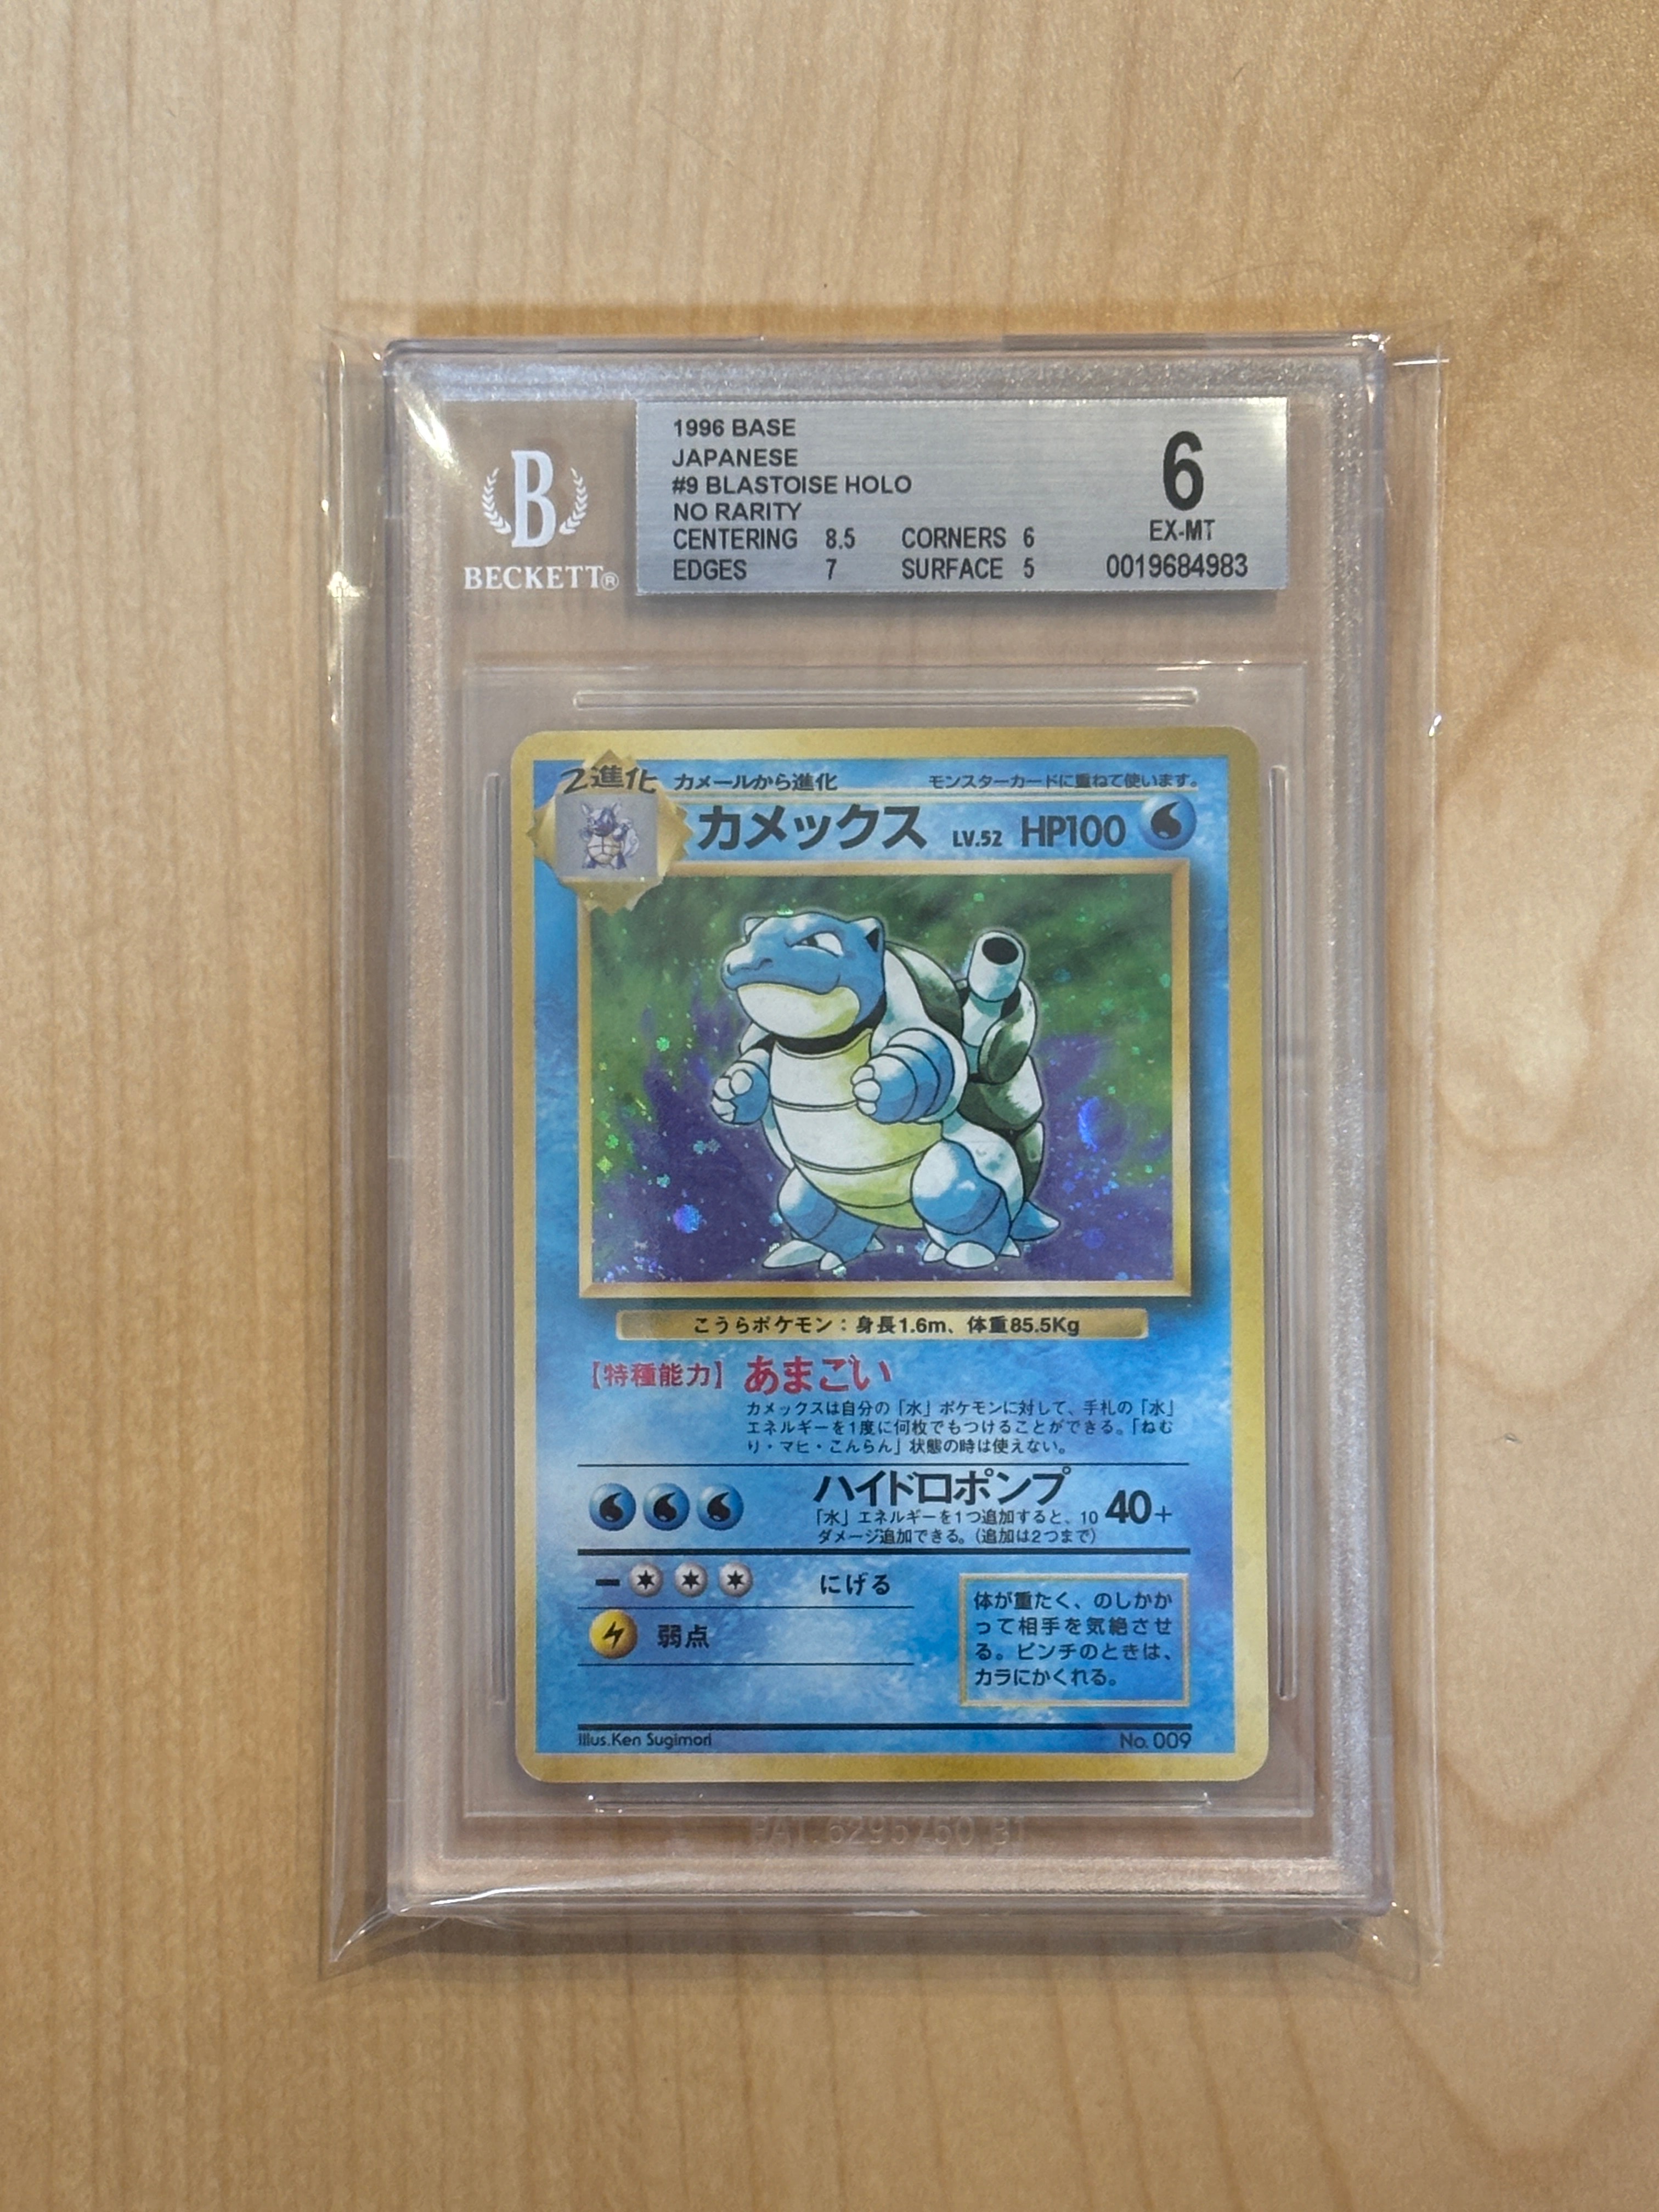 1996 BASE
JAPANESE
#9 BLASTOISE HOLO
NO RARITY
CENTERING 8.5 CORNERS 6
EDGES 7 SURFACE 5
6
EX-MT
0019684983
B
BECKETT®
2進化 カメールから進化 モンスターカードに重ねて使います。
カメックス LV.52 HP100
こうらポケモン：身長1.6m、体重85.5Kg
【特殊能力】 あまごい
カメックスは自分の「水」ポケモンに対して、手札の「水」
エネルギーを1度に何枚でもつけることができる。「ねむ
り・マヒ・こんらん」状態の時は使えない。
ハイドロポンプ
「水」エネルギーを1つ追加すると、10
ダメージ追加できる。（追加は2つまで）
40+
にげる
弱点
体が重たく、のしかか
って相手を気絶させ
る。ピンチのときは、
カラにかくれる。
Illus.Ken Sugimori No. 009
PAT. 6295750 B1